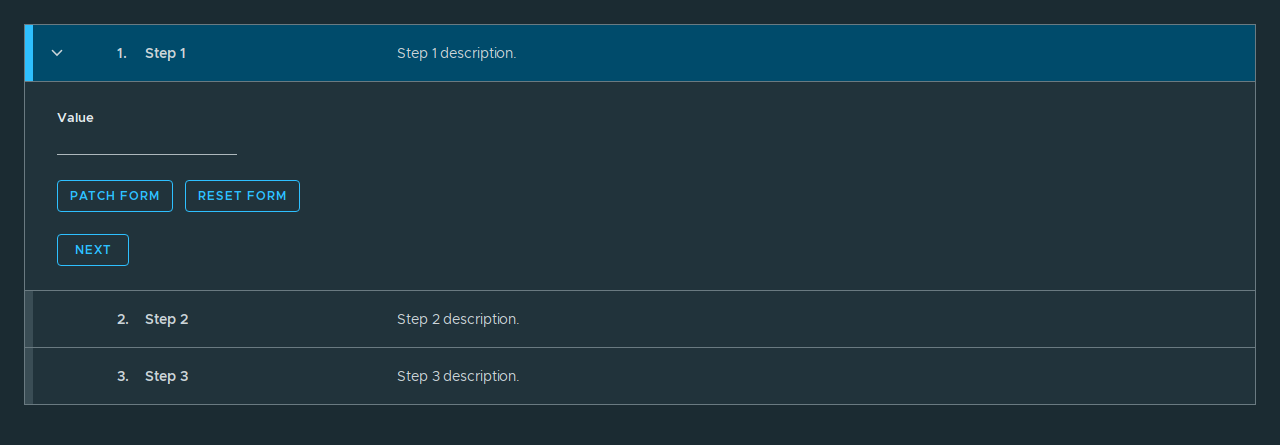 1. Step 1 Step 1 description.
Value
PATCH FORM RESET FORM
NEXT
2. Step 2 Step 2 description.
3. Step 3 Step 3 description.